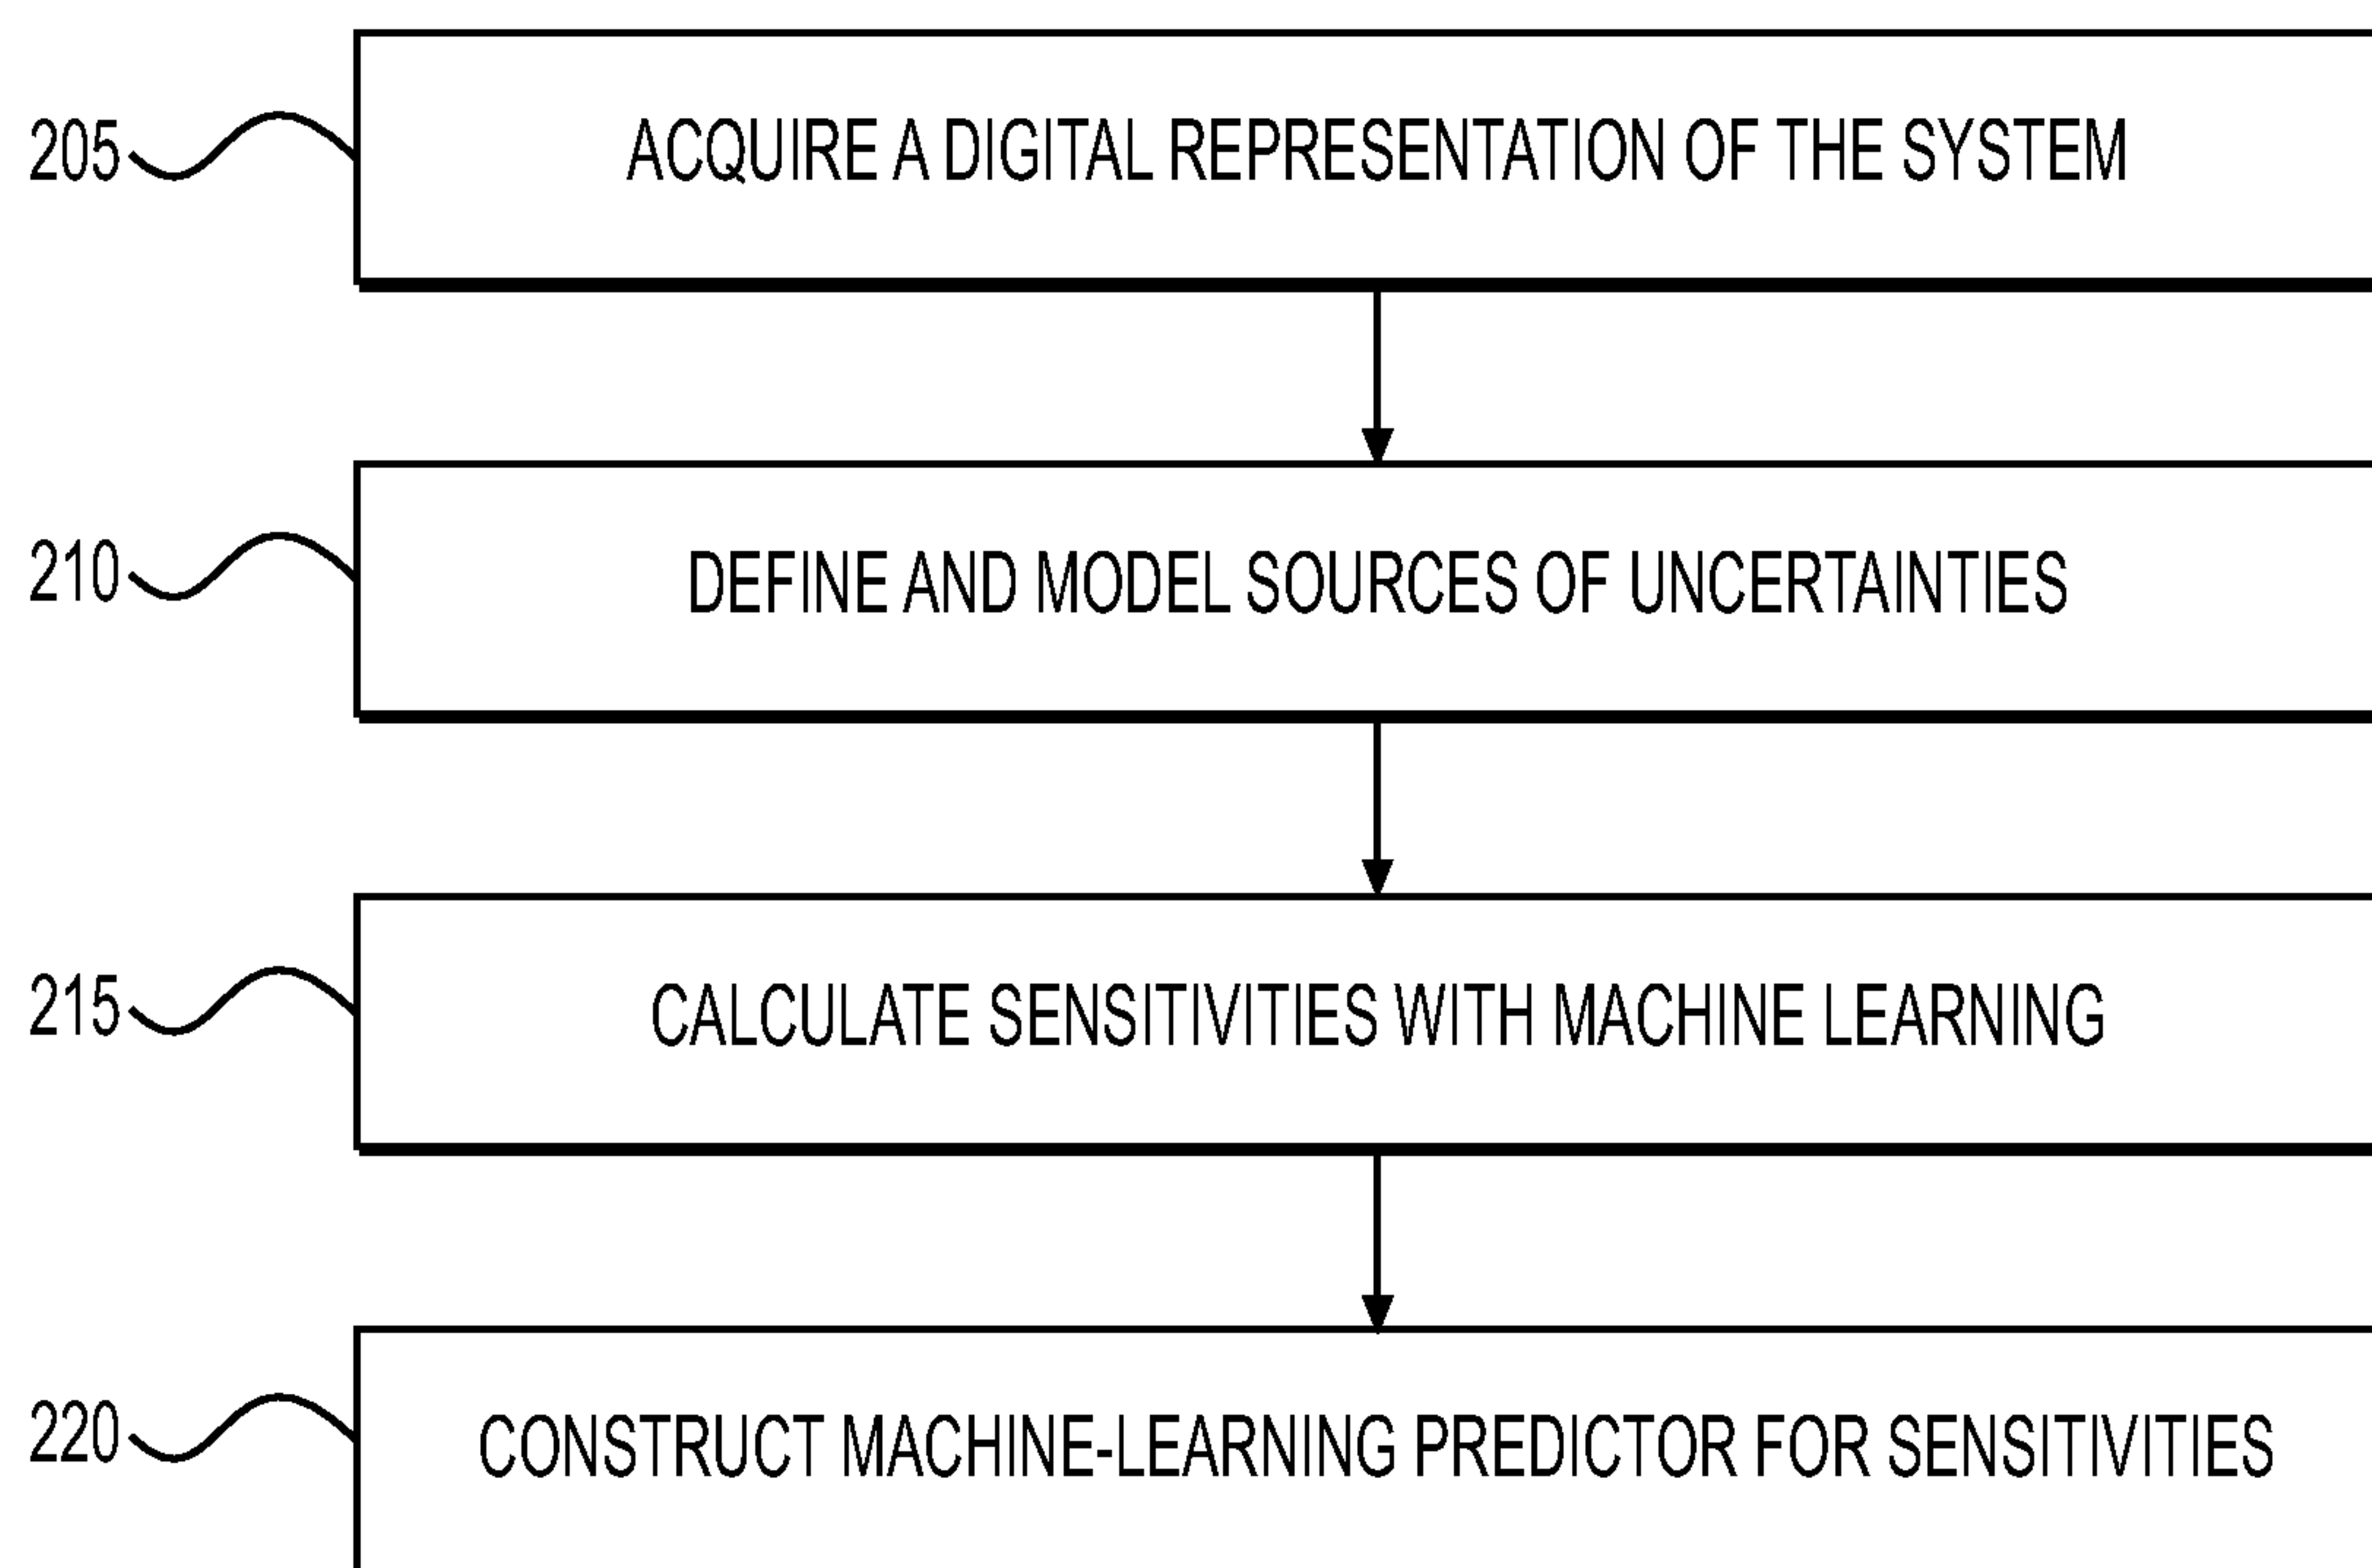 205 ACQUIRE A DIGITAL REPRESENTATION OF THE SYSTEM
210 DEFINE AND MODEL SOURCES OF UNCERTAINTIES
215 CALCULATE SENSITIVITIES WITH MACHINE LEARNING
220 CONSTRUCT MACHINE-LEARNING PREDICTOR FOR SENSITIVITIES